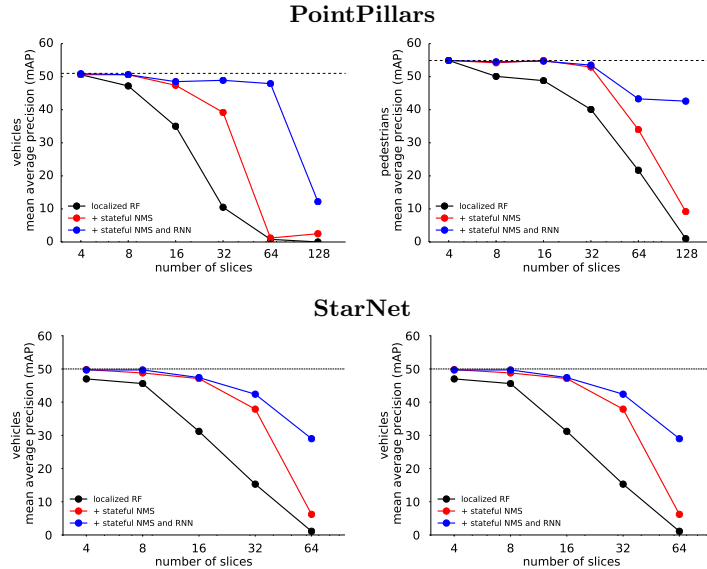 PointPillars
60
50
40
30
20
10
0
vehicles
mean average precision (mAP)
localized RF
+ stateful NMS
+ stateful NMS and RNN
4 8 16 32 64 128
number of slices
60
50
40
30
20
10
0
pedestrians
mean average precision (mAP)
localized RF
+ stateful NMS
+ stateful NMS and RNN
4 8 16 32 64 128
number of slices
StarNet
60
50
40
30
20
10
0
vehicles
mean average precision (mAP)
localized RF
+ stateful NMS
+ stateful NMS and RNN
4 8 16 32 64
number of slices
60
50
40
30
20
10
0
vehicles
mean average precision (mAP)
localized RF
+ stateful NMS
+ stateful NMS and RNN
4 8 16 32 64
number of slices